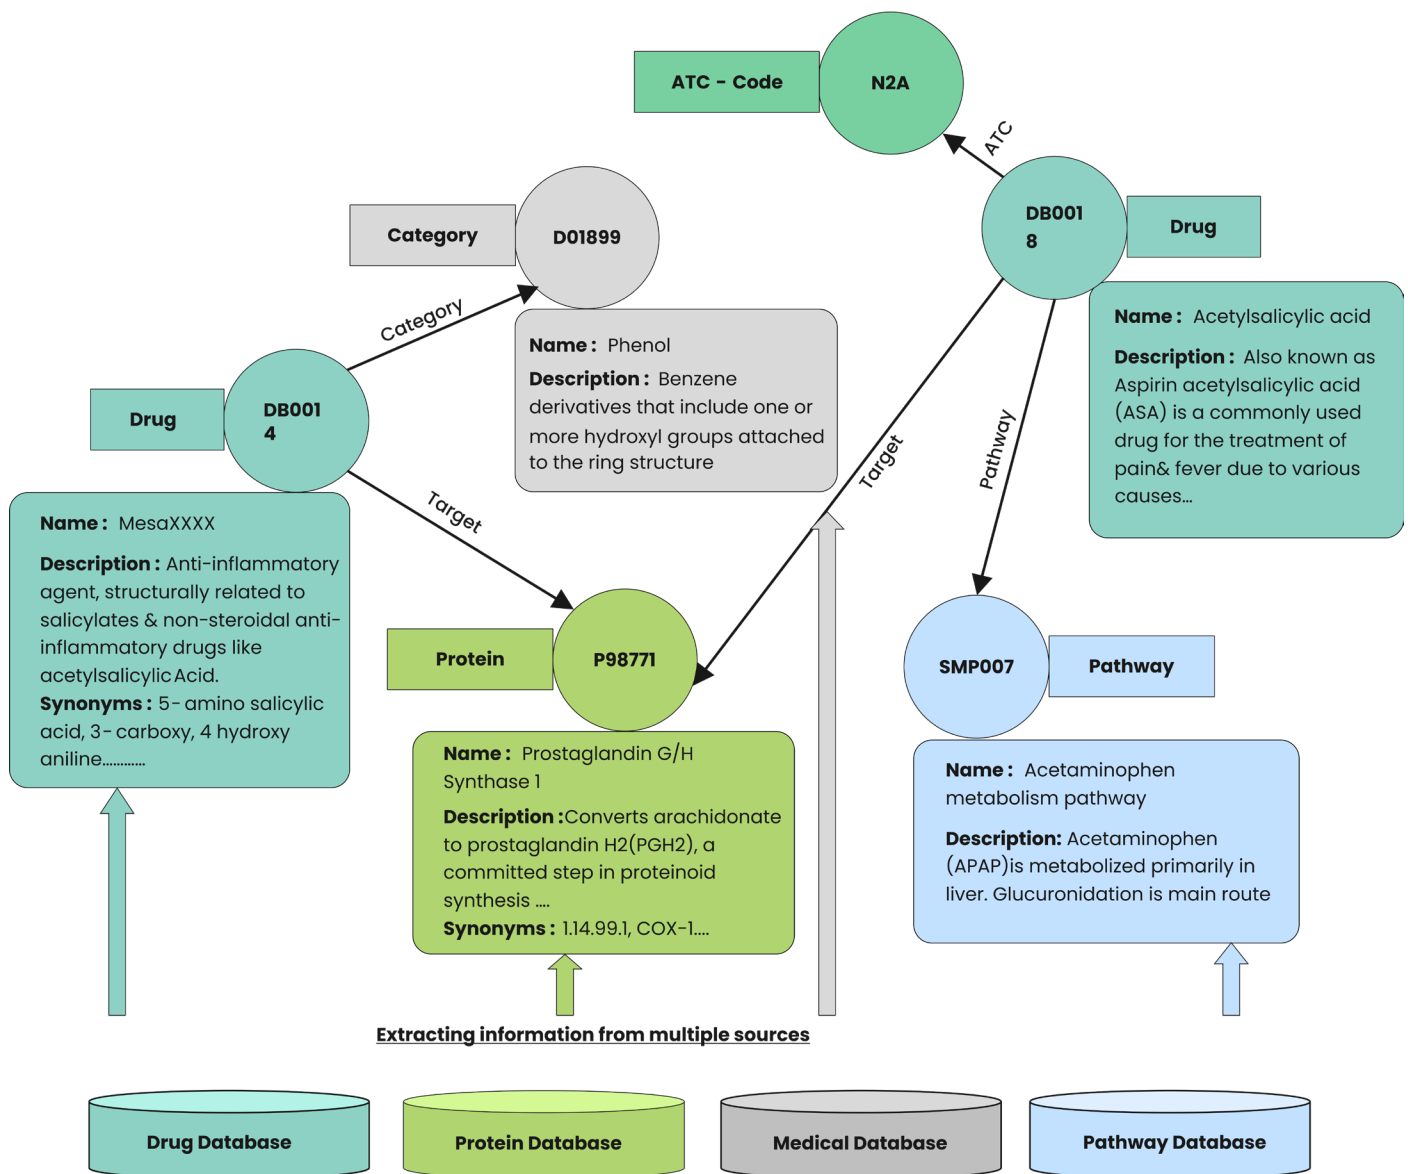 ATC - Code
N2A
ATC
DB001
8
Drug
Category
D01899
Category
Name : Acetylsalicylic acid
Description : Also known as
Aspirin acetylsalicylic acid
(ASA) is a commonly used
drug for the treatment of
pain& fever due to various
causes...
Name : Phenol
Description : Benzene
derivatives that include one or
more hydroxyl groups attached
to the ring structure
Drug
DB001
4
Target
Target
Pathway
Name : MesaXXXX
Description : Anti-inflammatory
agent, structurally related to
salicylates & non-steroidal anti-
inflammatory drugs like
acetylsalicylic Acid.
Synonyms : 5- amino salicylic
acid, 3- carboxy, 4 hydroxy
aniline............
Protein
P98771
SMP007
Pathway
Name : Prostaglandin G/H
Synthase 1
Description :Converts arachidonate
to prostaglandin H2(PGH2), a
committed step in proteinoid
synthesis ....
Synonyms : 1.14.99.1, COX-1....
Name : Acetaminophen
metabolism pathway
Description: Acetaminophen
(APAP)is metabolized primarily in
liver. Glucuronidation is main route
Extracting information from multiple sources
Drug Database
Protein Database
Medical Database
Pathway Database